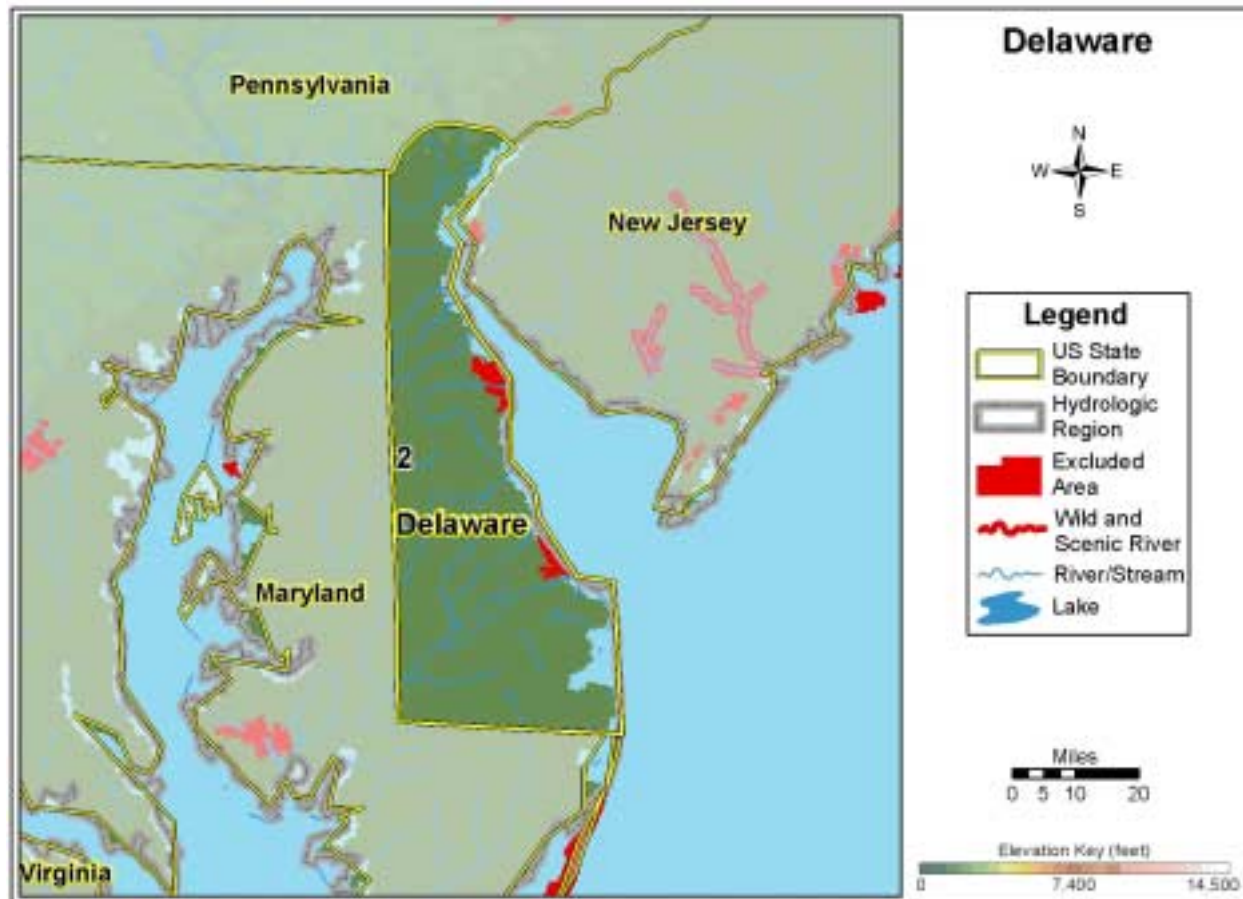 Delaware
Pennsylvania
N
W E
S
New Jersey
Legend
US State
Boundary
Hydrologic
Region
Excluded
Area
Wild and
Scenic River
River/Stream
Lake
2
Delaware
Maryland
Virginia
Miles
0 5 10 20
Elevation Key (feet)
0 7,400 14,500